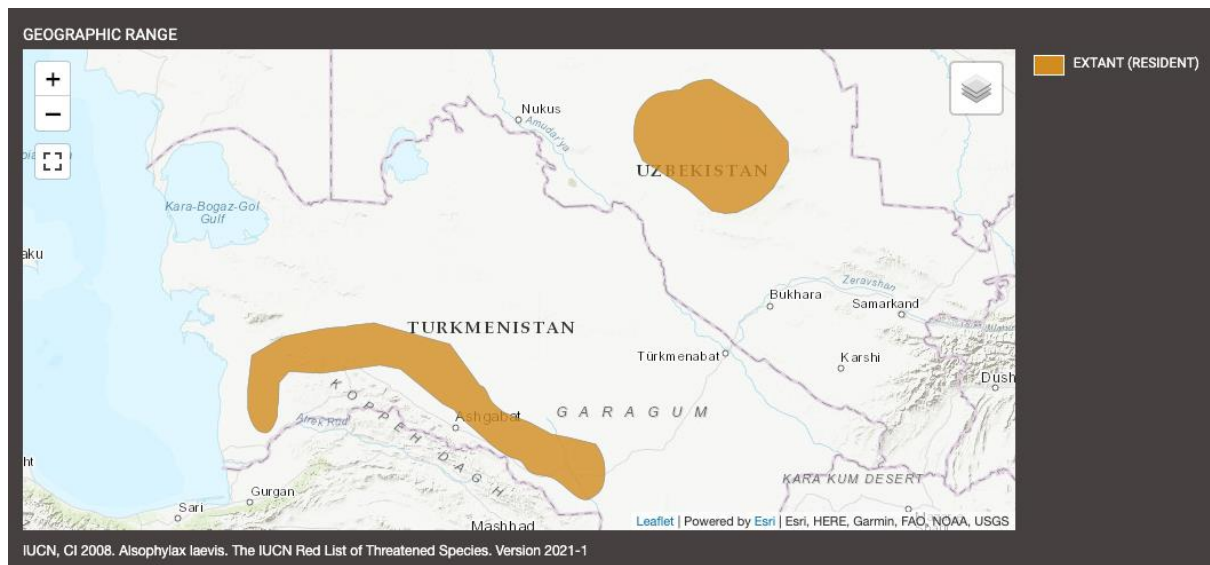 GEOGRAPHIC RANGE
EXTANT (RESIDENT)
+
−
Nukus
Amudar'ya
UZBEKISTAN
Kara-Bogaz-Gol
Gulf
aku
Bukhara
Zeravshan
Samarkand
TURKMENISTAN
Türkmenabat
Karshi
Dush
KOPPEH DAGH
Ashgabat
GARAGUM
Atrek Rud
ht
Gurgan
KARA KUM DESERT
Sari
Mashhad
Leaflet | Powered by Esri | Esri, HERE, Garmin, FAO, NOAA, USGS
IUCN, CI 2008. Alsophylax laevis. The IUCN Red List of Threatened Species. Version 2021-1